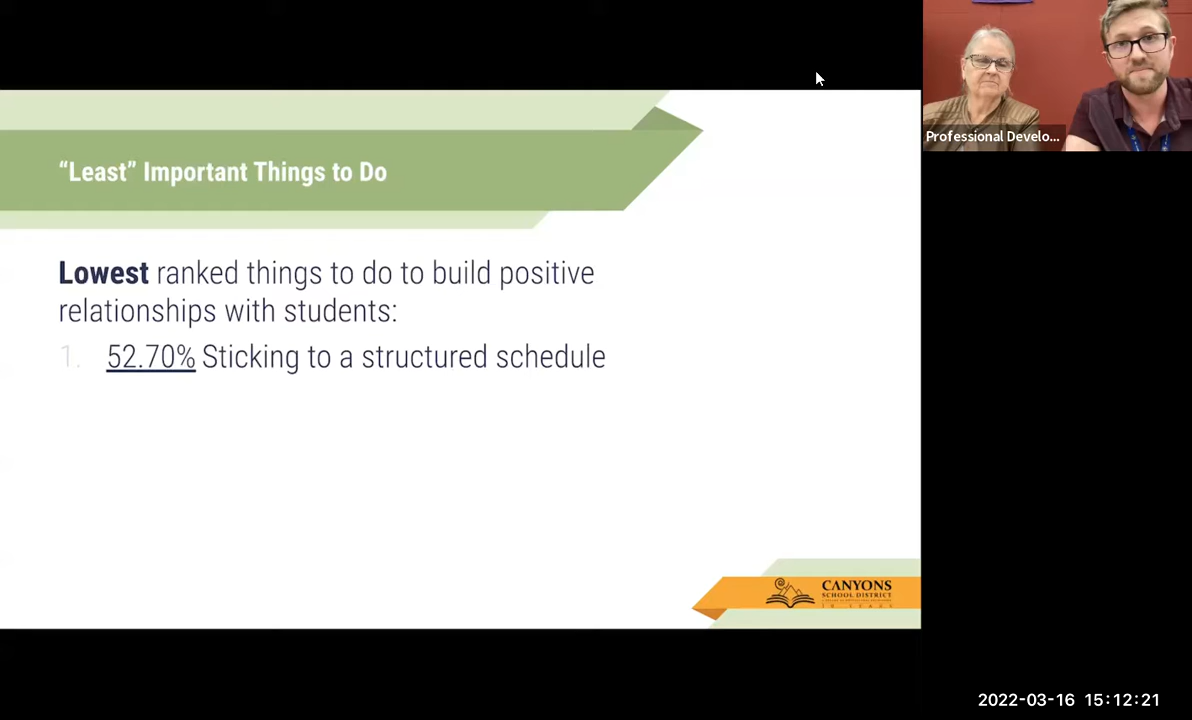 Professional Develo...
“Least” Important Things to Do
Lowest ranked things to do to build positive
relationships with students:
1. 52.70% Sticking to a structured schedule
CANYONS
SCHOOL DISTRICT
2022-03-16 15:12:21